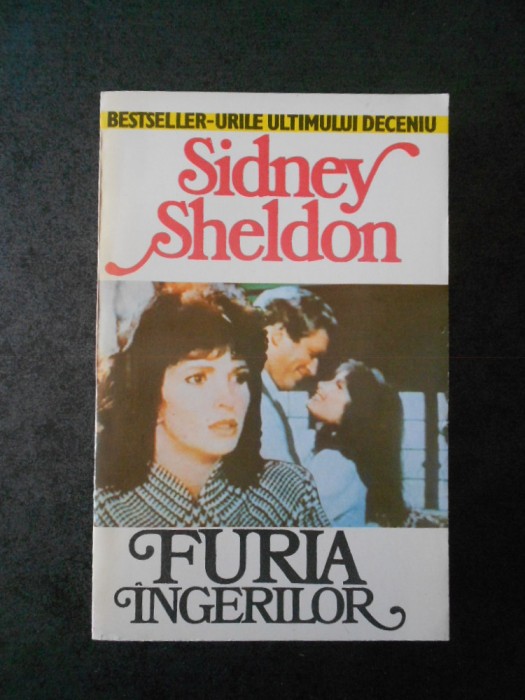 BESTSELLER-URILE ULTIMULUI DECENIU
Sidney
Sheldon
FURIA
ÎNGERILOR